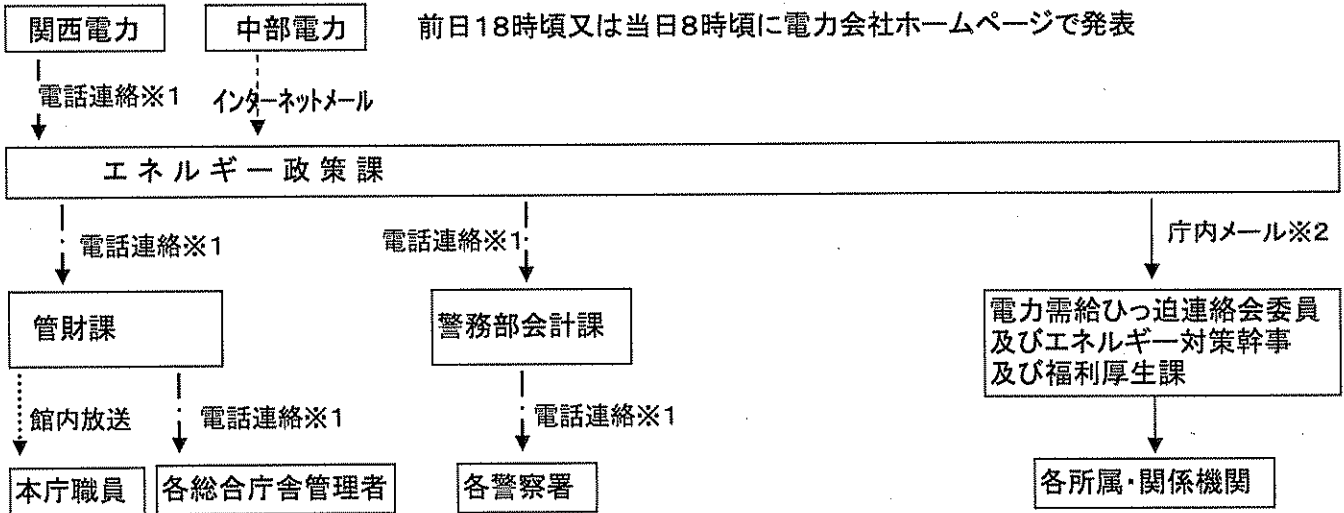 関西電力
中部電力
前日18時頃又は当日8時頃に電力会社ホームページで発表
電話連絡※1
インターネットメール
エネルギー政策課
電話連絡※1
電話連絡※1
庁内メール※2
管財課
警務部会計課
電力需給ひっ迫連絡会委員
及びエネルギー対策幹事
及び福利厚生課
館内放送
電話連絡※1
電話連絡※1
本庁職員
各総合庁舎管理者
各警察署
各所属・関係機関